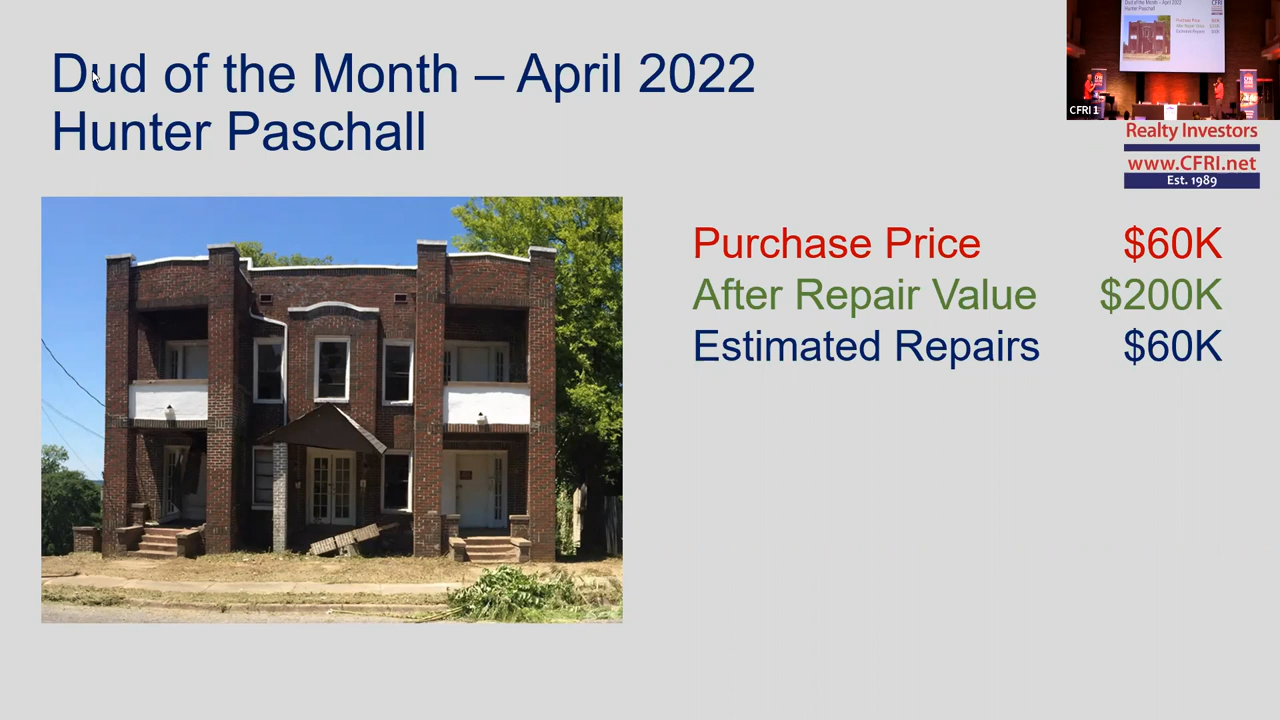 Dud of the Month – April 2022
Hunter Paschall
CFRI 1
Realty Investors
www.CFRI.net
Est. 1989
Purchase Price $60K
After Repair Value $200K
Estimated Repairs $60K